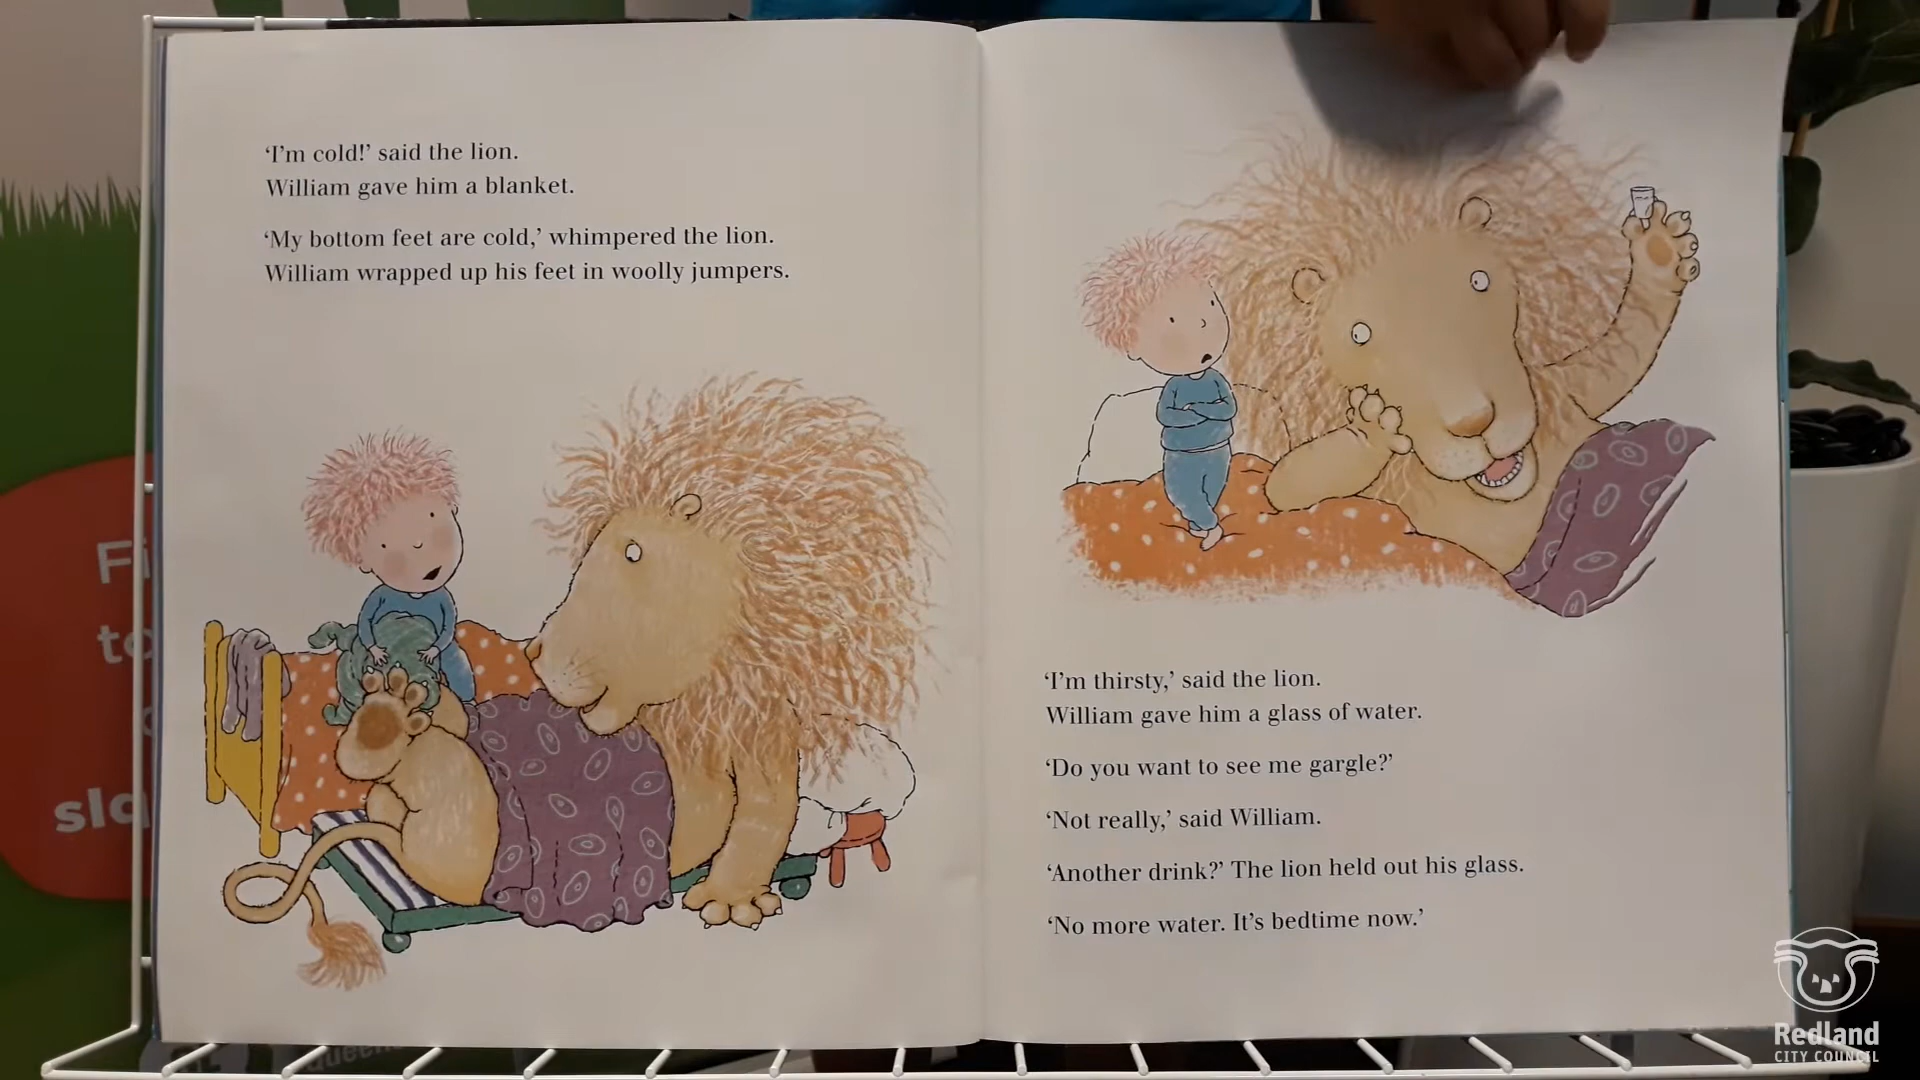 ‘I’m cold!’ said the lion.
William gave him a blanket.
‘My bottom feet are cold,’ whimpered the lion.
William wrapped up his feet in woolly jumpers.
‘I’m thirsty,’ said the lion.
William gave him a glass of water.
‘Do you want to see me gargle?’
‘Not really,’ said William.
‘Another drink?’ The lion held out his glass.
‘No more water. It’s bedtime now.’
Redland
CITY COUNCIL